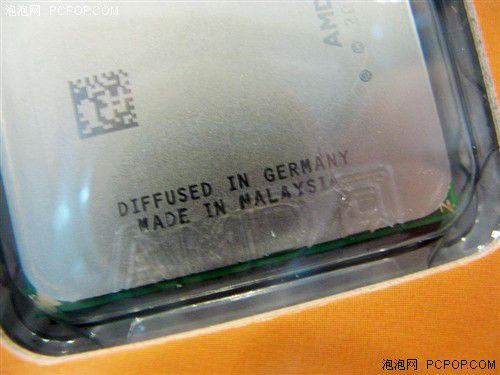 泡泡网 PCPOP.COM
AMD
©
DIFFUSED IN GERMANY
MADE IN MALAYSIA
泡泡网 PCPOP.COM